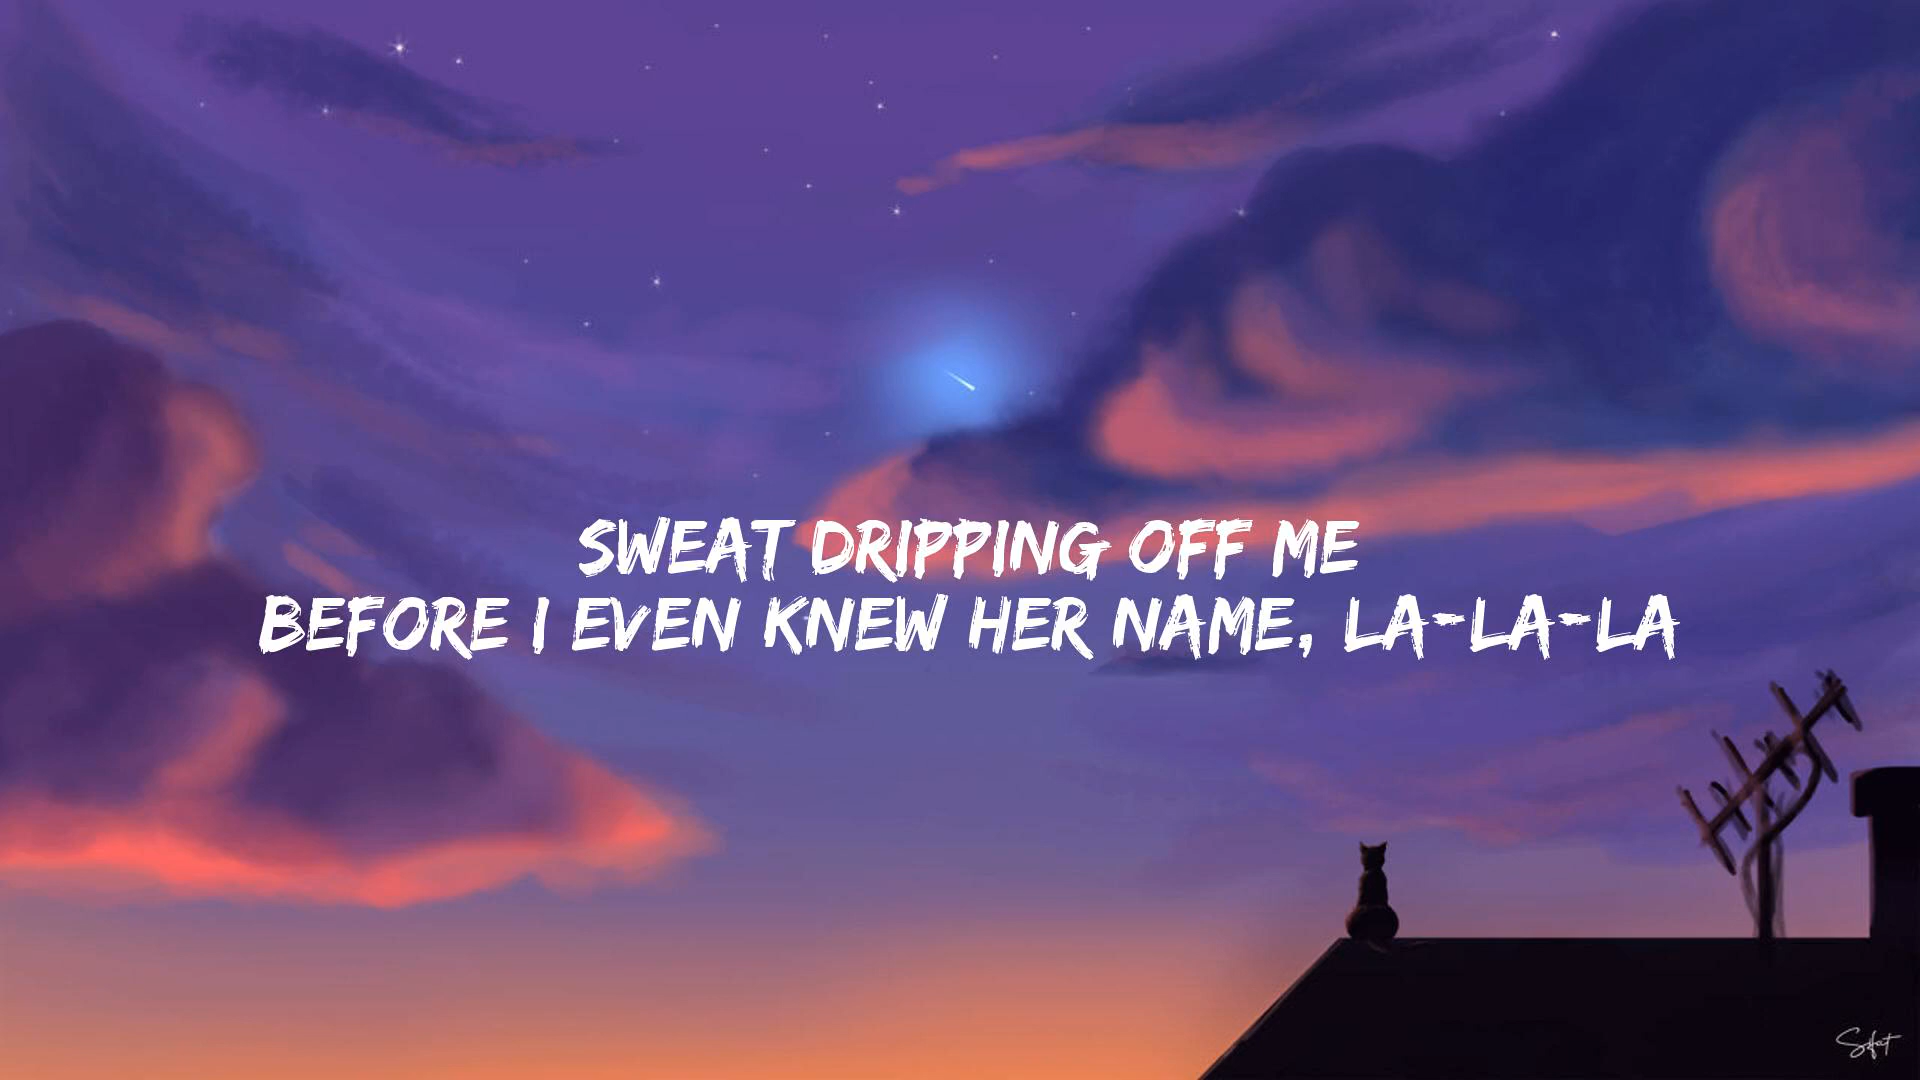 SWEAT DRIPPING OFF ME
BEFORE I EVEN KNEW HER NAME, LA-LA-LA